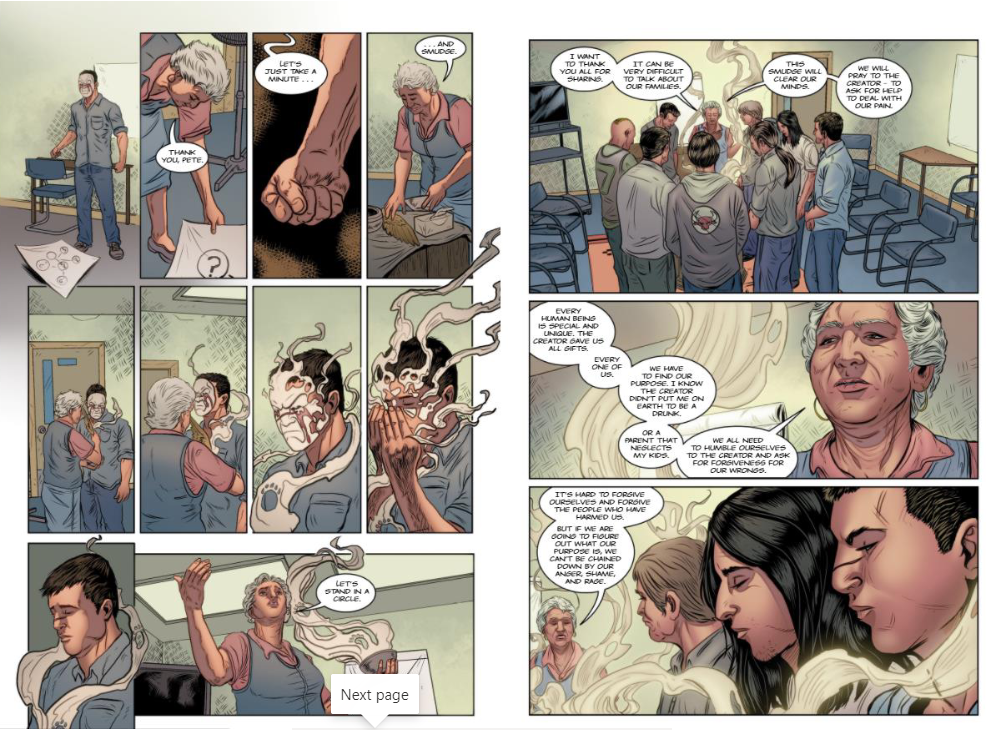 THANK
YOU, PETE.
?
LET'S
JUST TAKE A
MINUTE . . .
. . . AND
SMUDGE.
LET'S
STAND IN A
CIRCLE.
Next page
I WANT
TO THANK
YOU ALL FOR
SHARING.
IT CAN BE
VERY DIFFICULT
TO TALK ABOUT
OUR FAMILIES.
THIS
SMUDGE WILL
CLEAR OUR
MINDS.
WE WILL
PRAY TO THE
CREATOR - TO
ASK FOR HELP
TO DEAL WITH
OUR PAIN.
EVERY
HUMAN BEING
IS SPECIAL AND
UNIQUE. THE
CREATOR GAVE US
ALL GIFTS.
EVERY
ONE OF
US.
WE HAVE
TO FIND OUR
PURPOSE. I KNOW
THE CREATOR
DIDN'T PUT ME ON
EARTH TO BE A
DRUNK.
OR A
PARENT THAT
NEGLECTS
MY KIDS.
WE ALL NEED
TO HUMBLE OURSELVES
TO THE CREATOR AND ASK
FOR FORGIVENESS FOR
OUR WRONGS.
IT'S HARD TO FORGIVE
OURSELVES AND FORGIVE
THE PEOPLE WHO HAVE
HARMED US.
BUT IF WE ARE
GOING TO FIGURE
OUT WHAT OUR
PURPOSE IS, WE
CAN'T BE CHAINED
DOWN BY OUR
ANGER, SHAME,
AND RAGE.